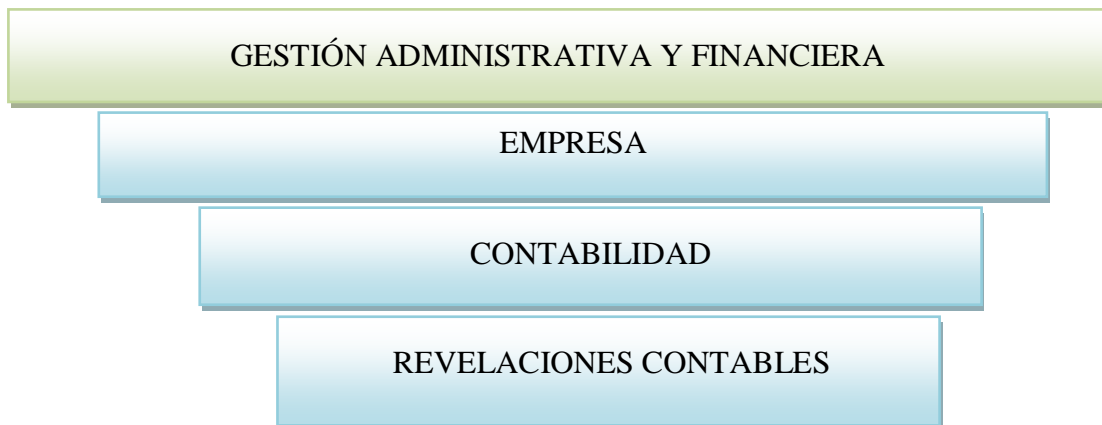 GESTIÓN ADMINISTRATIVA Y FINANCIERA
EMPRESA
CONTABILIDAD
REVELACIONES CONTABLES